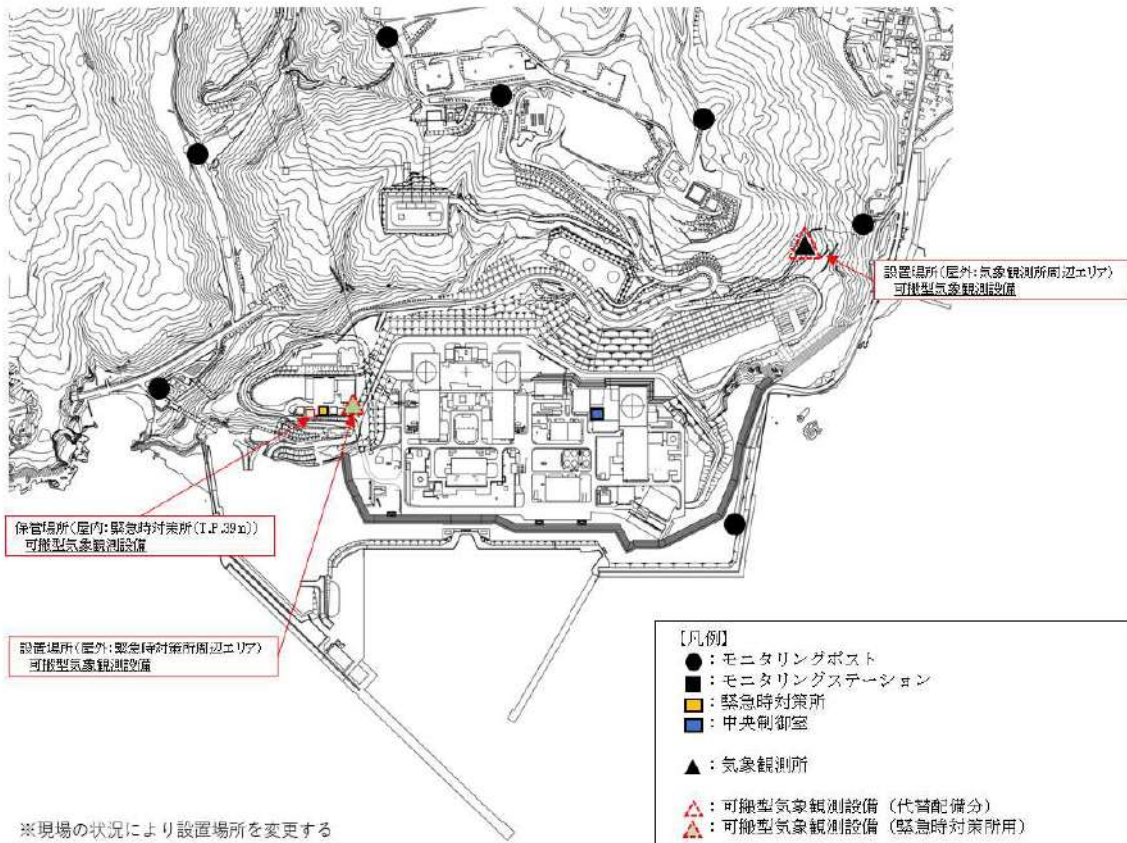 設置場所(屋外:気象観測所周辺エリア)
可搬型気象観測設備
保管場所(屋内:緊急時対策所(T.P.39m))
可搬型気象観測設備
設置場所(屋外:緊急時対策所周辺エリア)
可搬型気象観測設備
【凡例】
●:モニタリングポスト
■:モニタリングステーション
:緊急時対策所
:中央制御室
▲:気象観測所
:可搬型気象観測設備(代替配備分)
:可搬型気象観測設備(緊急時対策所用)
※現場の状況により設置場所を変更する